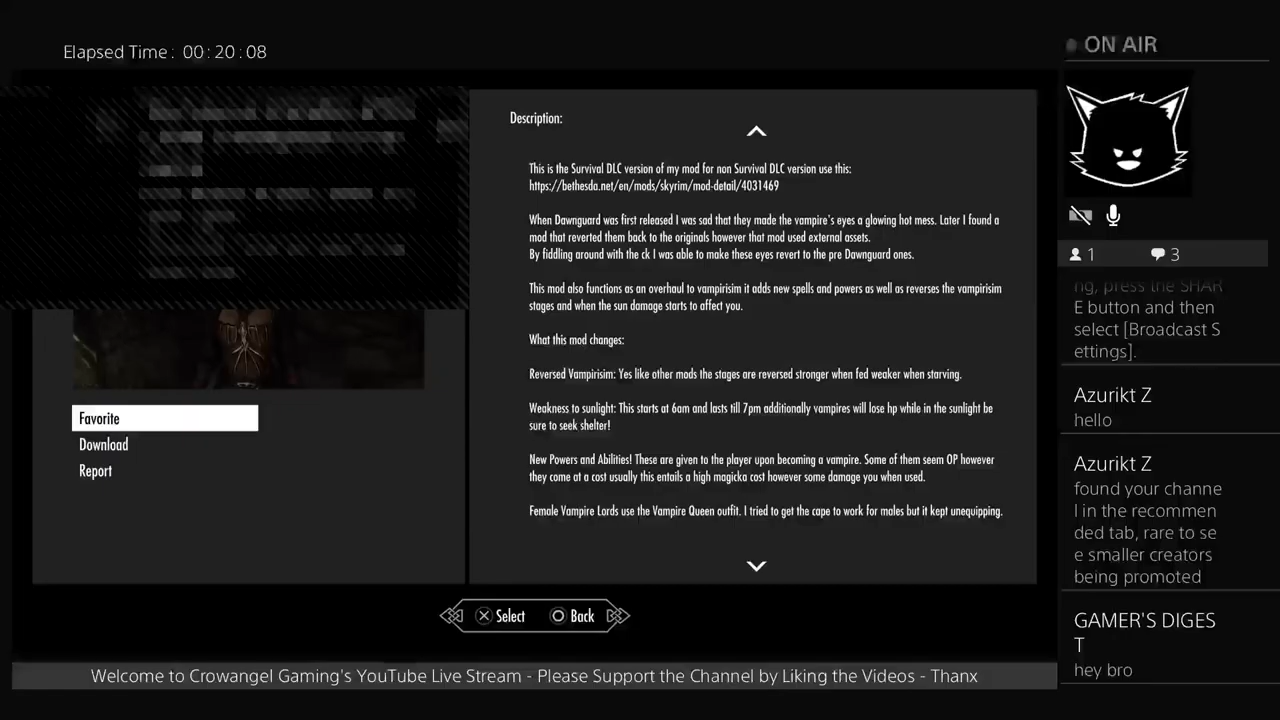 Elapsed Time: 00:20:08
ON AIR
Description:
This is the Survival DLC version of my mod for non Survival DLC version use this:
https://bethesda.net/en/mods/skyrim/mod-detail/4031469
When Dawnguard was first released I was sad that they made the vampire's eyes a glowing hot mess. Later I found a
mod that reverted them back to the originals however that mod used external assets.
By fiddling around with the ck I was able to make these eyes revert to the pre Dawnguard ones.
This mod also functions as an overhaul to vampirisim it adds new spells and powers as well as reverses the vampirisim
stages and when the sun damage starts to affect you.
What this mod changes:
Reversed Vampirisim: Yes like other mods the stages are reversed stronger when fed weaker when starving.
Weakness to sunlight: This starts at 6am and lasts till 7pm additionally vampires will lose hp while in the sunlight be
sure to seek shelter!
New Powers and Abilities! These are given to the player upon becoming a vampire. Some of them seem OP however
they come at a cost usually this entails a high magicka cost however some damage you when used.
Female Vampire Lords use the Vampire Queen outfit. I tried to get the cape to work for males but it kept unequipping.
Favorite
Download
Report
Select
Back
Welcome to Crowangel Gaming's YouTube Live Stream - Please Support the Channel by Liking the Videos - Thanx
1
3
ng, press the SHAR
E button and then
select [Broadcast S
ettings].
Azurikt Z
hello
Azurikt Z
found your channe
l in the recommen
ded tab, rare to se
e smaller creators
being promoted
GAMER'S DIGES
T
hey bro